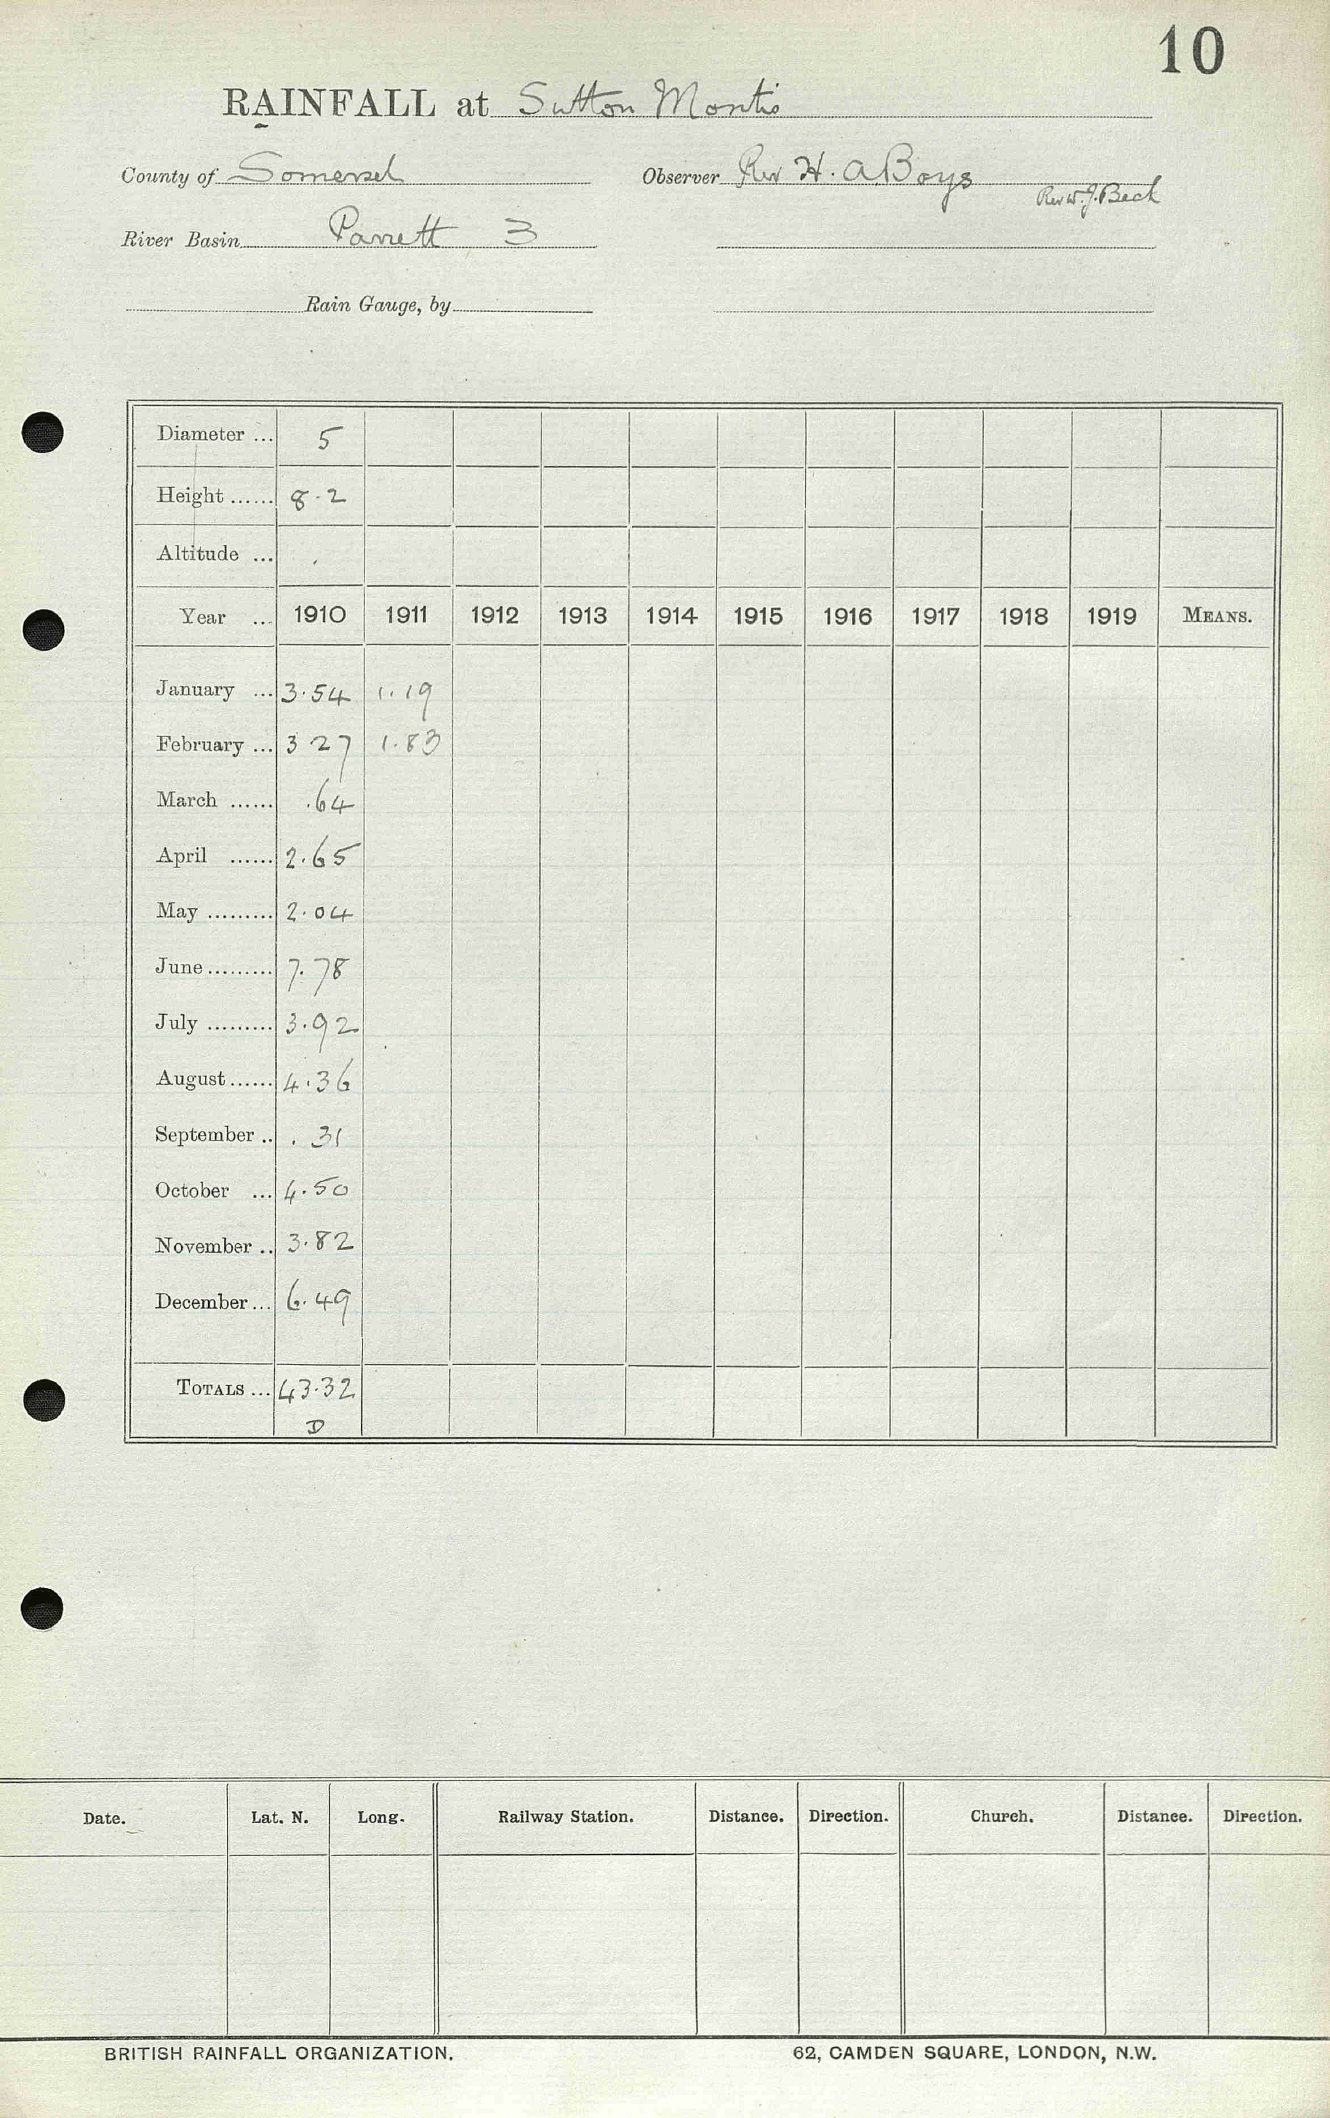 10
RAINFALL at Sutton Montis
County of Somerset Observer Rev H. A. Boys
Rev W. J. Beck
River Basin Parrett 3
Rain Gauge, by
Diameter ... 5
Height ...... 8.2
Altitude ... .
Year ... 1910 1911 1912 1913 1914 1915 1916 1917 1918 1919 MEANS.
January ... 3.54 1.19
February ... 3 27 1.83
March ...... .64
April ...... 2.65
May ......... 2.04
June ......... 7.78
July ......... 3.92
August ...... 4.36
September .. .31
October ... 4.50
November .. 3.82
December ... 6.49
TOTALS ... 43.32
D
Date. Lat. N. Long. Railway Station. Distance. Direction. Church. Distance. Direction.
BRITISH RAINFALL ORGANIZATION. 62, CAMDEN SQUARE, LONDON, N.W.